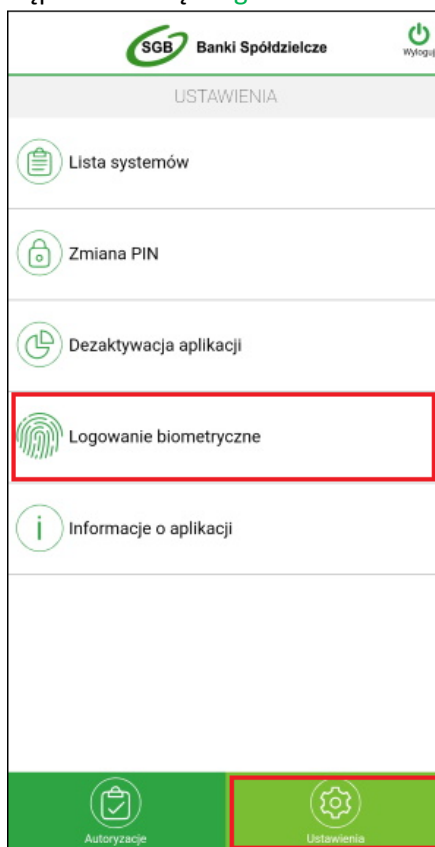 SGB Banki Spółdzielcze
Wyloguj
USTAWIENIA
Lista systemów
Zmiana PIN
Dezaktywacja aplikacji
Logowanie biometryczne
Informacje o aplikacji
Autoryzacje
Ustawienia